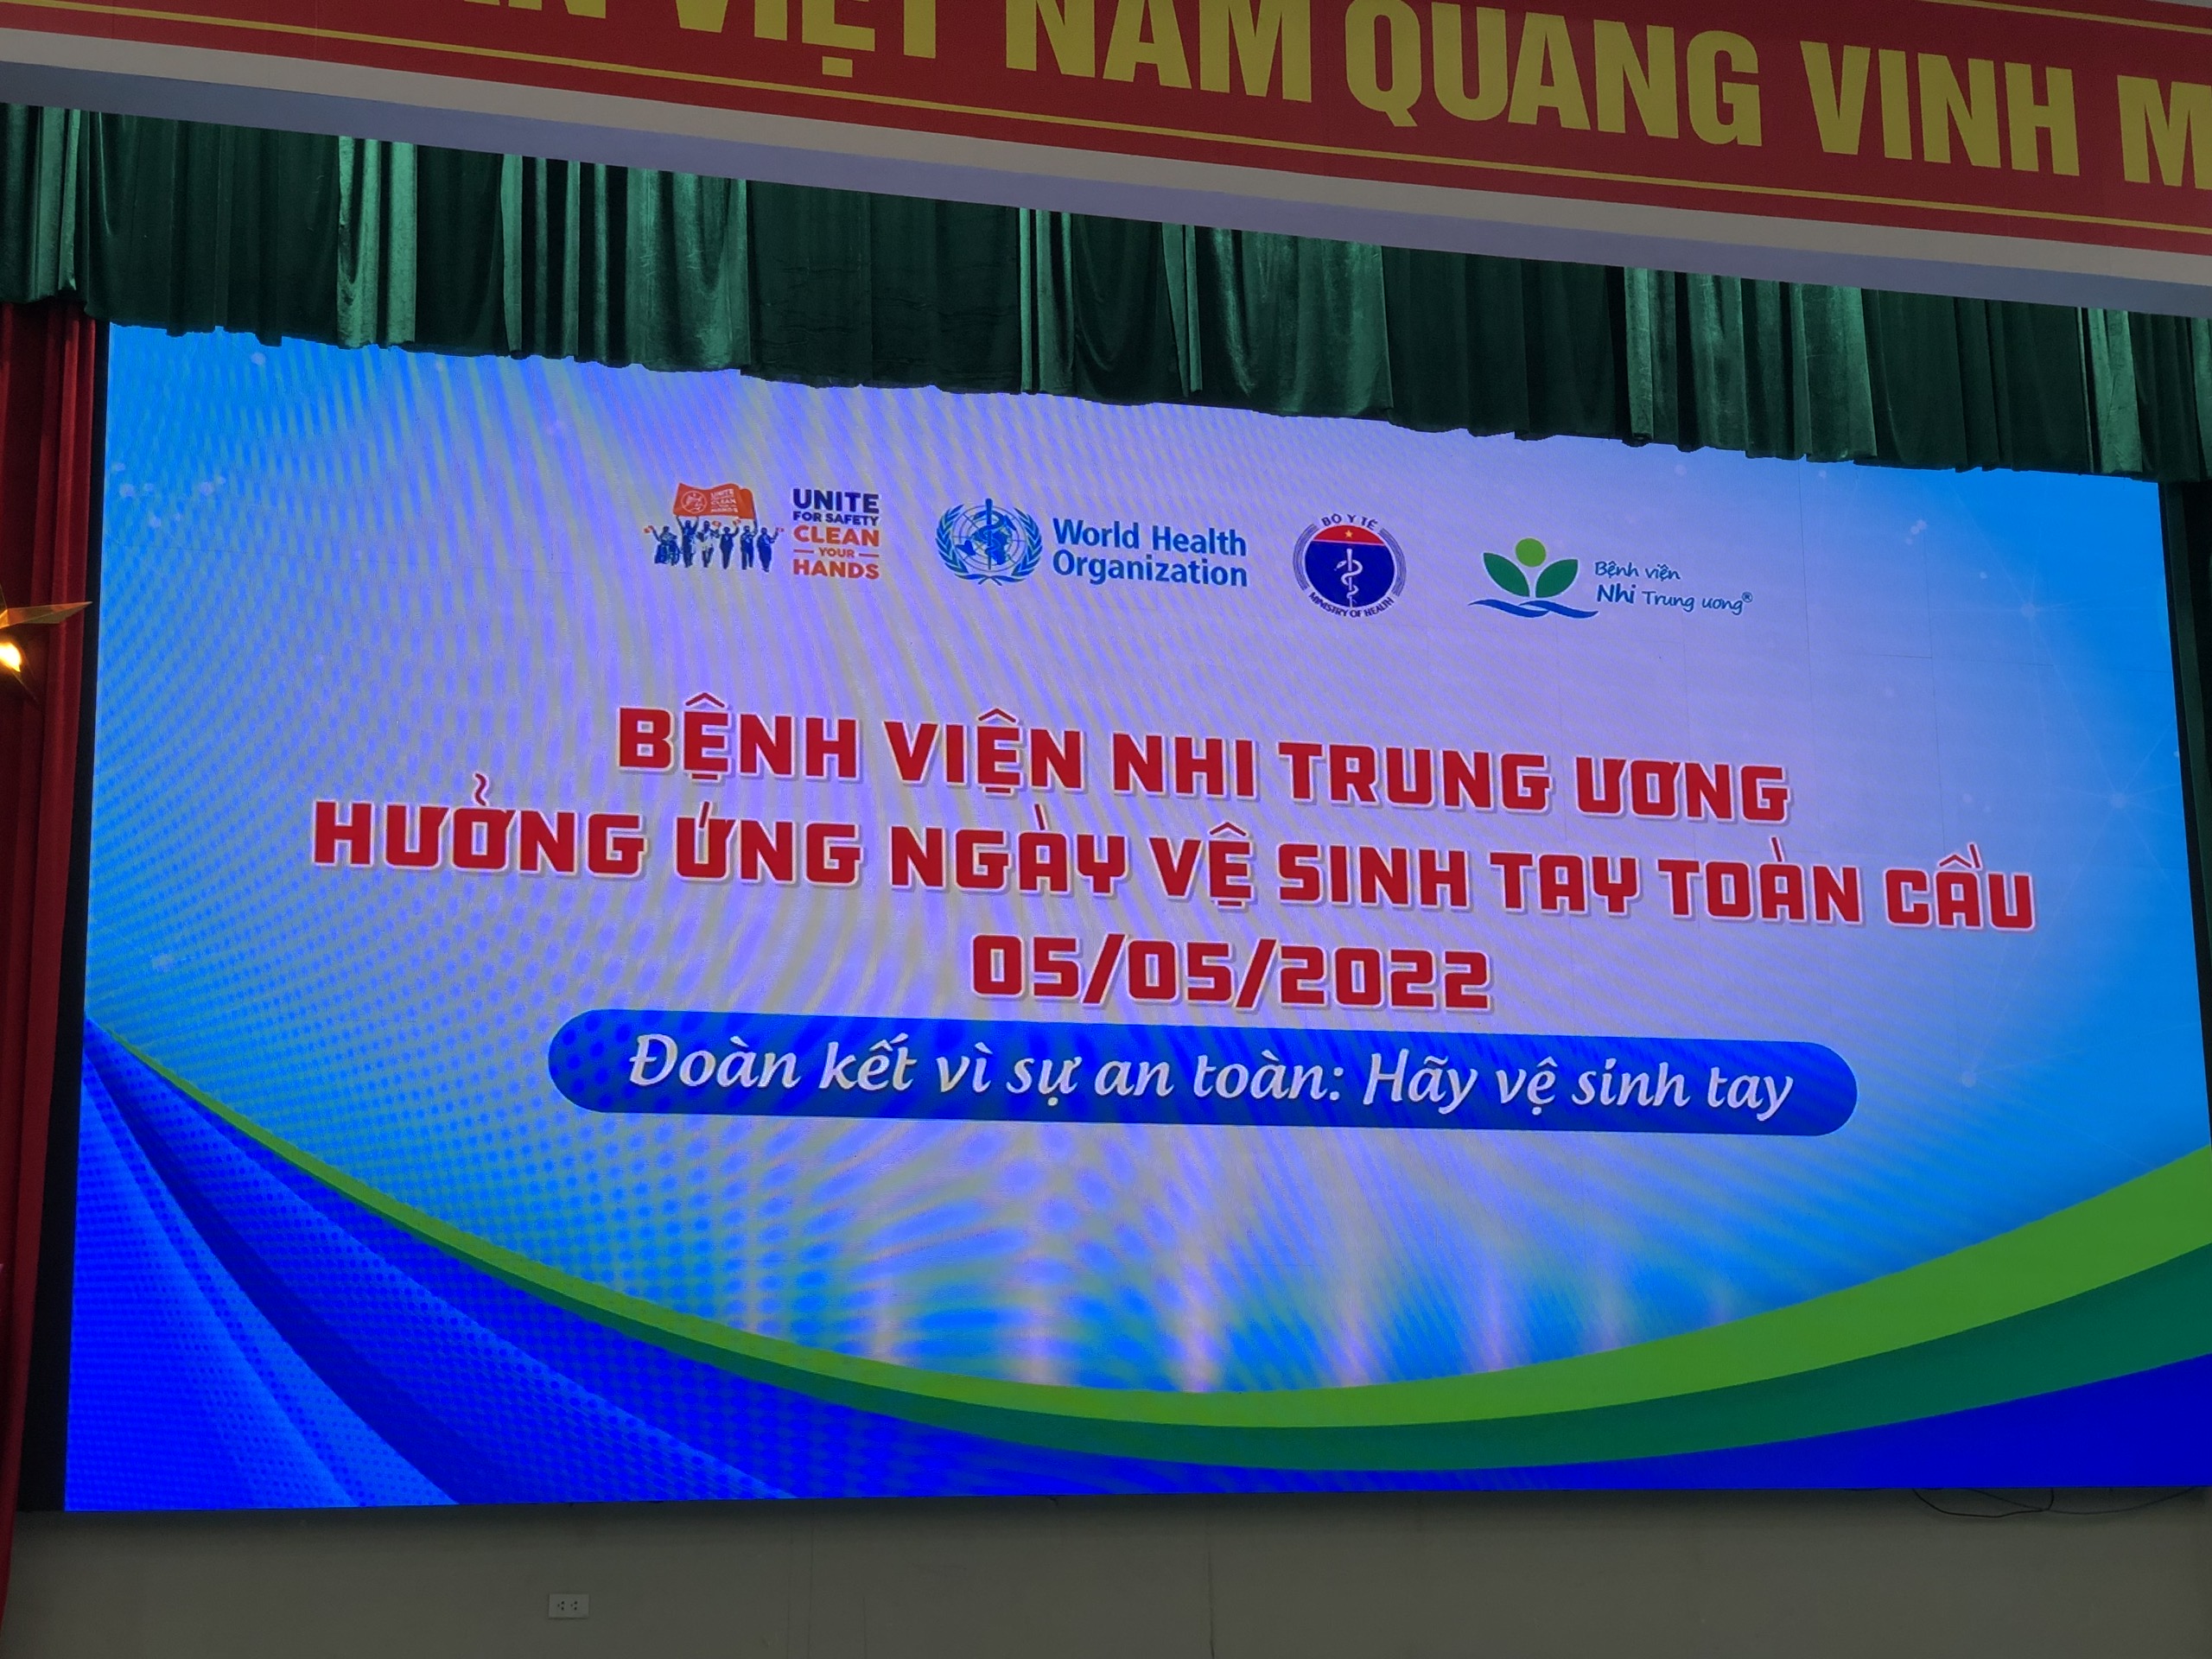 VIỆT NAM QUANG VINH M
UNITE
FOR SAFETY
CLEAN
YOUR
HANDS
World Health
Organization
BỘ Y TẾ
MINISTRY OF HEALTH
Bệnh viện
Nhi Trung ương®
BỆNH VIỆN NHI TRUNG ƯƠNG
HƯỞNG ỨNG NGÀY VỆ SINH TAY TOÀN CẦU
05/05/2022
Đoàn kết vì sự an toàn: Hãy vệ sinh tay